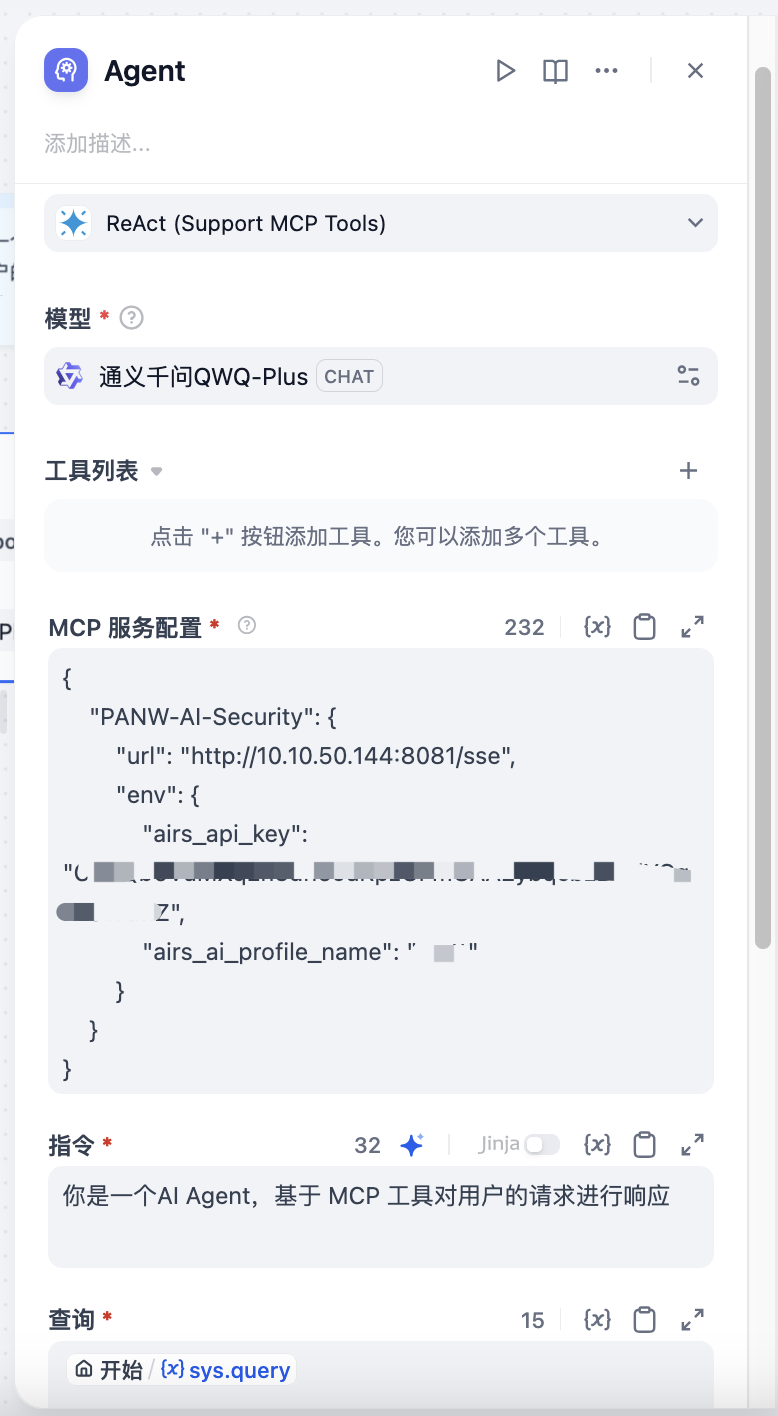 Agent
添加描述...
ReAct (Support MCP Tools)
模型 *
通义千问QWQ-Plus CHAT
工具列表
点击 "+" 按钮添加工具。您可以添加多个工具。
MCP 服务配置 * 232 {x}
{
"PANW-AI-Security": {
"url": "http://10.10.50.144:8081/sse",
"env": {
"airs_api_key":
Z",
"airs_ai_profile_name": " "
}
}
}
指令 * 32 Jinja {x}
你是一个AI Agent，基于 MCP 工具对用户的请求进行响应
查询 * 15 {x}
开始 / {x} sys.query